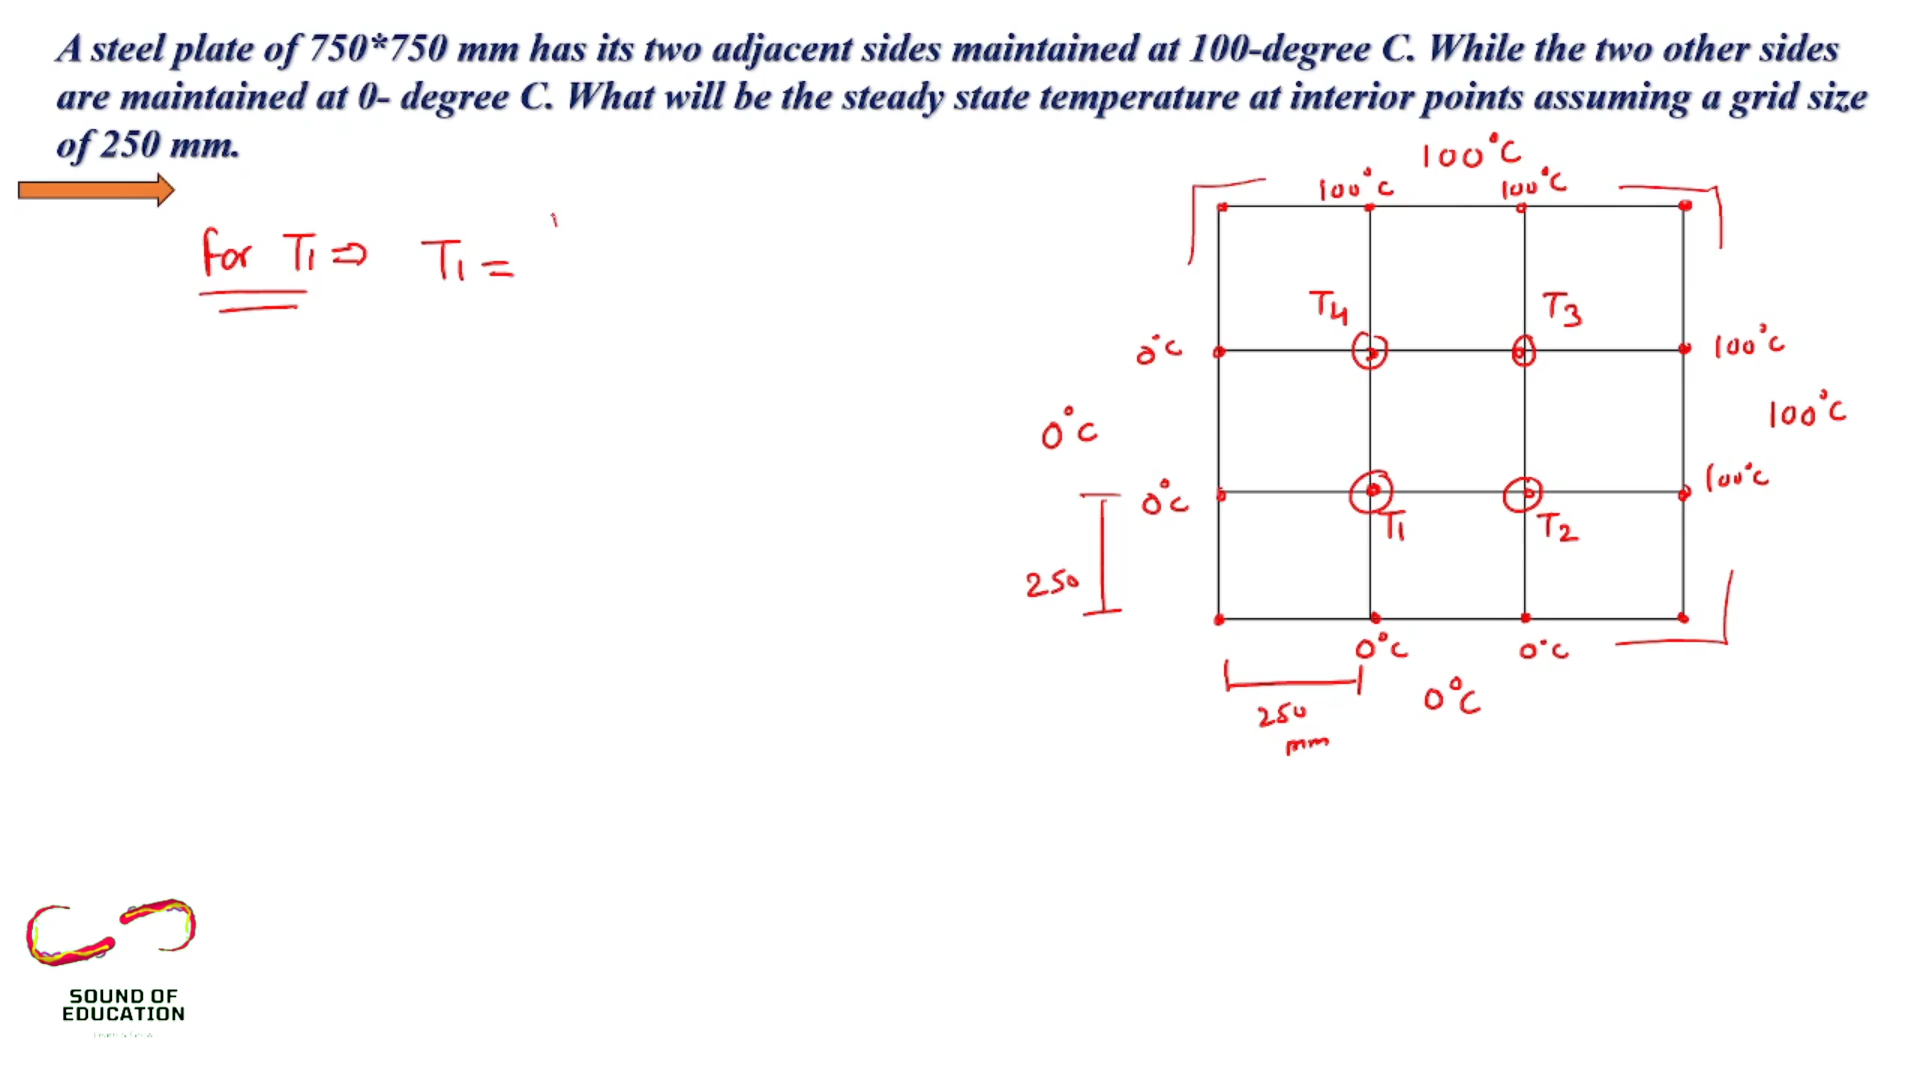 A steel plate of 750*750 mm has its two adjacent sides maintained at 100-degree C. While the two other sides
are maintained at 0- degree C. What will be the steady state temperature at interior points assuming a grid size
of 250 mm.
100°C
100°C 100°C
For T1 ⇒ T1 =
T4 T3
0°C 100°C
0°C 100°C
0°C 100°C
T1 T2
250
0°C 0°C
0°C
250
mm
SOUND OF
EDUCATION